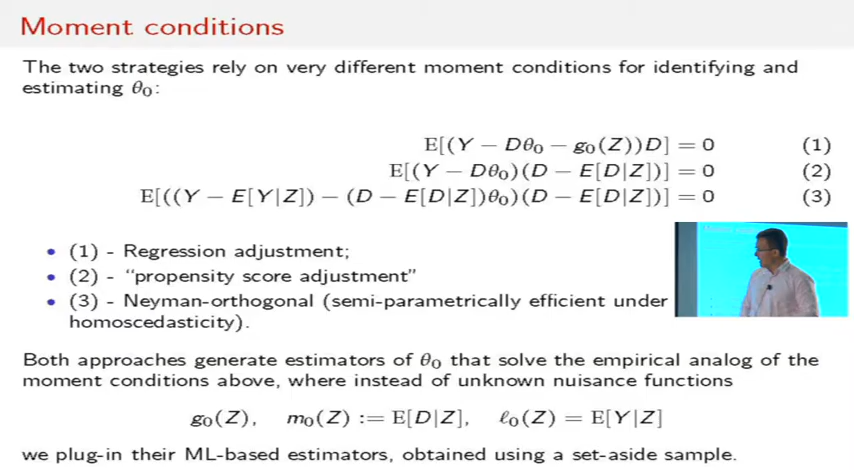 Moment conditions
The two strategies rely on very different moment conditions for identifying and
estimating θ₀:
E[(Y − Dθ₀ − g₀(Z))D] = 0 (1)
E[(Y − Dθ₀)(D − E[D|Z])] = 0 (2)
E[((Y − E[Y|Z]) − (D − E[D|Z])θ₀)(D − E[D|Z])] = 0 (3)
• (1) - Regression adjustment;
• (2) - “propensity score adjustment”
• (3) - Neyman-orthogonal (semi-parametrically efficient under
homoscedasticity).
Both approaches generate estimators of θ₀ that solve the empirical analog of the
moment conditions above, where instead of unknown nuisance functions
g₀(Z), m₀(Z) := E[D|Z], ℓ₀(Z) = E[Y|Z]
we plug-in their ML-based estimators, obtained using a set-aside sample.